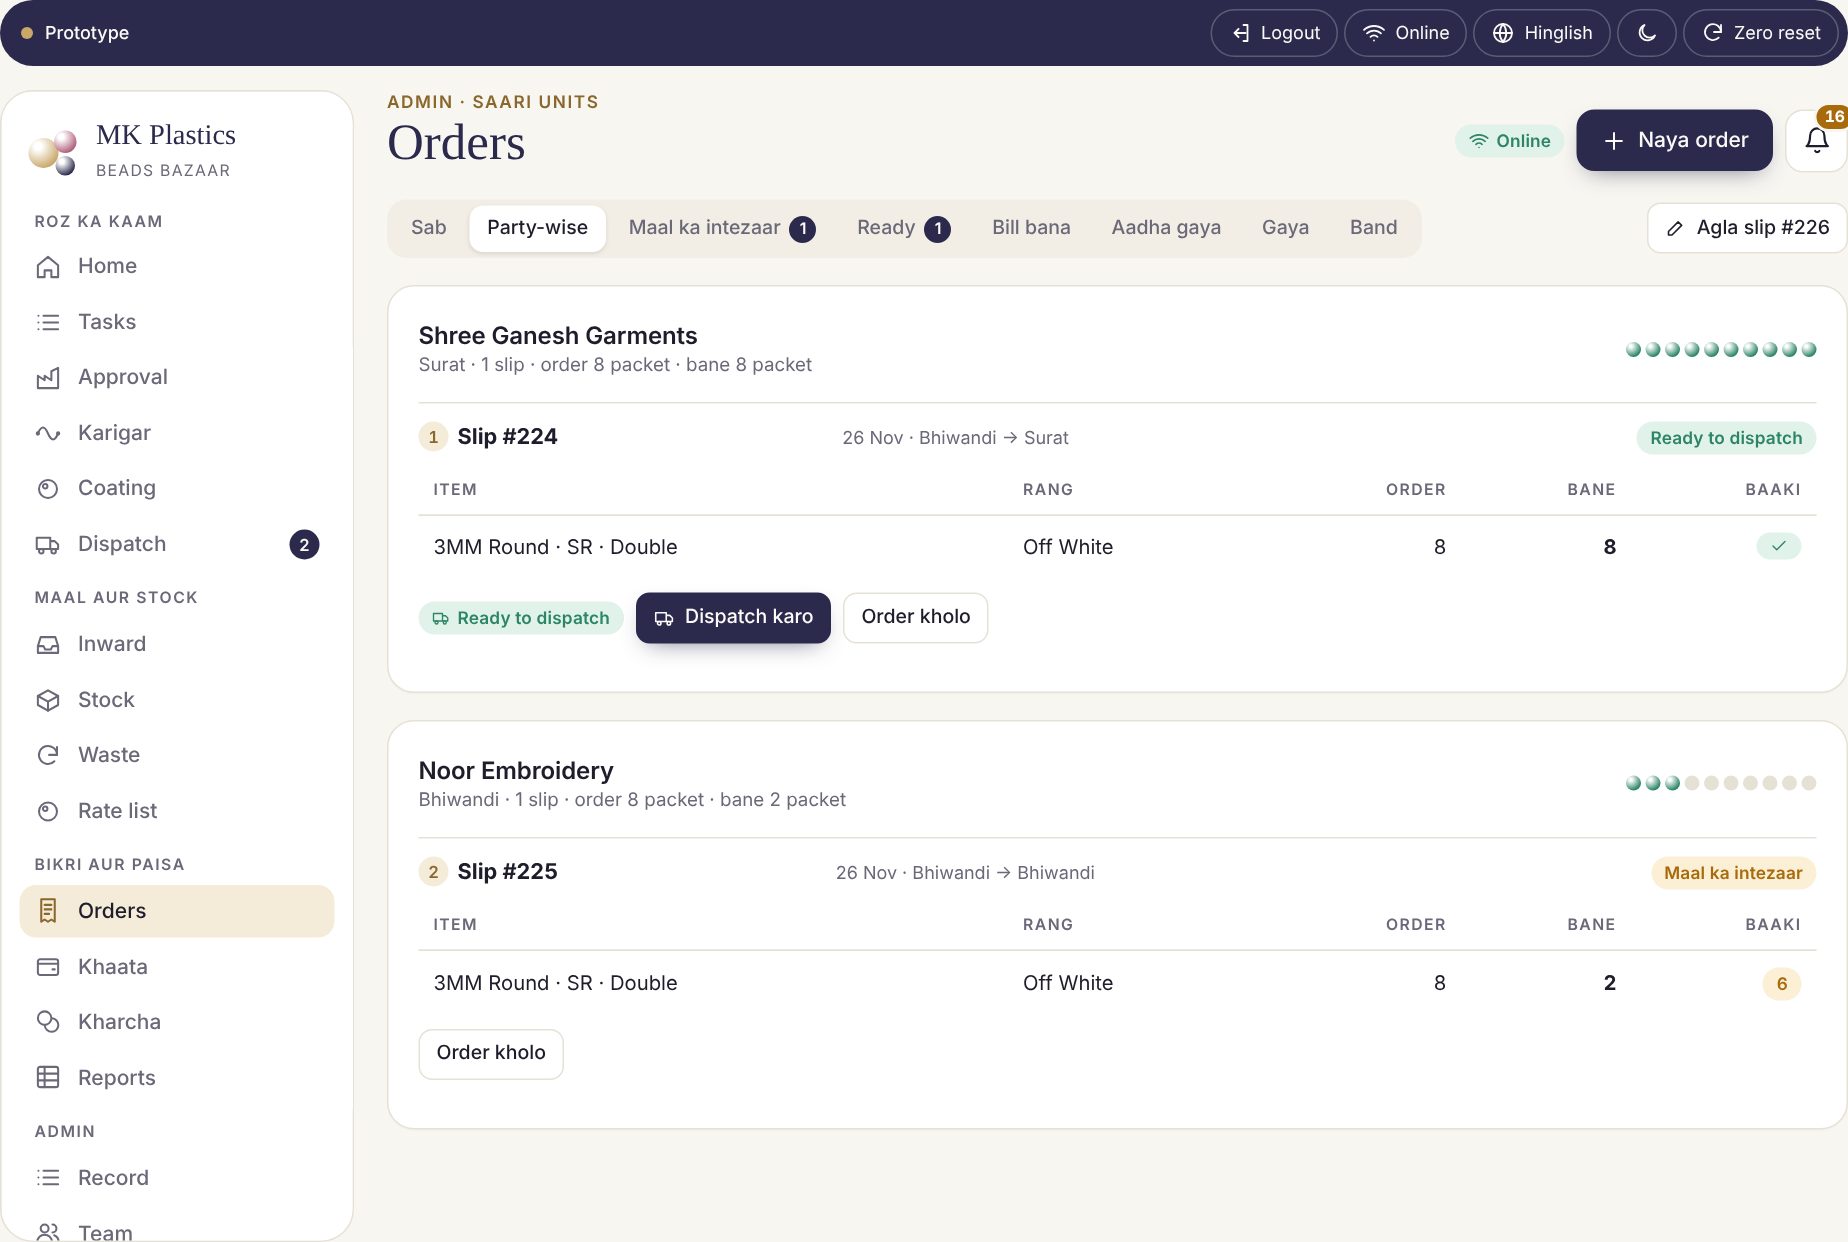 Prototype
Logout
Online
Hinglish
Zero reset
MK Plastics
BEADS BAZAAR
ROZ KA KAAM
Home
Tasks
Approval
Karigar
Coating
Dispatch 2
MAAL AUR STOCK
Inward
Stock
Waste
Rate list
BIKRI AUR PAISA
Orders
Khaata
Kharcha
Reports
ADMIN
Record
Team
ADMIN · SAARI UNITS
Orders
Online
+ Naya order
16
Sab
Party-wise
Maal ka intezaar 1
Ready 1
Bill bana
Aadha gaya
Gaya
Band
Agla slip #226
Shree Ganesh Garments
Surat · 1 slip · order 8 packet · bane 8 packet
1 Slip #224
26 Nov · Bhiwandi → Surat
Ready to dispatch
ITEM RANG ORDER BANE BAAKI
3MM Round · SR · Double Off White 8 8 ✓
Ready to dispatch
Dispatch karo
Order kholo
Noor Embroidery
Bhiwandi · 1 slip · order 8 packet · bane 2 packet
2 Slip #225
26 Nov · Bhiwandi → Bhiwandi
Maal ka intezaar
ITEM RANG ORDER BANE BAAKI
3MM Round · SR · Double Off White 8 2 6
Order kholo